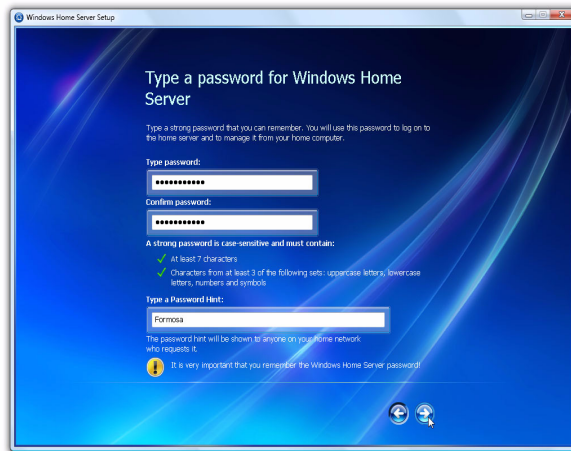 Windows Home Server Setup
Type a password for Windows Home
Server
Type a strong password that you can remember. You will use this password to log on to
the home server and to manage it from your home computer.
Type password:
•••••••••••
Confirm password:
•••••••••••
A strong password is case-sensitive and must contain:
At least 7 characters
Characters from at least 3 of the following sets: uppercase letters, lowercase
letters, numbers and symbols
Type a Password Hint:
Formosa
The password hint will be shown to anyone on your home network
who requests it.
It is very important that you remember the Windows Home Server password!